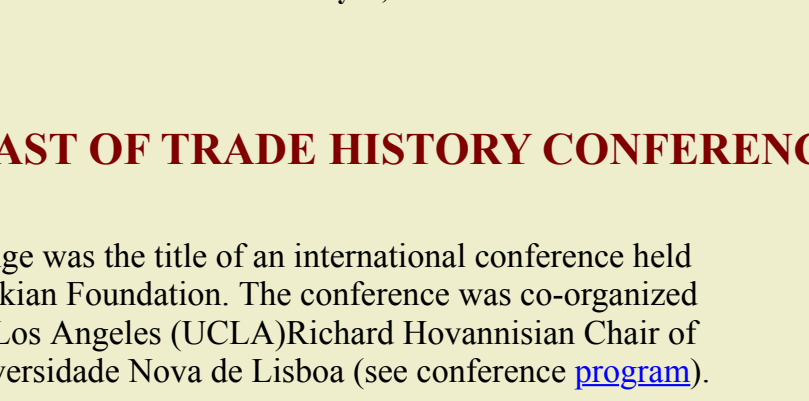 AST OF TRADE HISTORY CONFERENC
ge was the title of an international conference held
kian Foundation. The conference was co-organized
Los Angeles (UCLA)Richard Hovannisian Chair of
versidade Nova de Lisboa (see conference program).